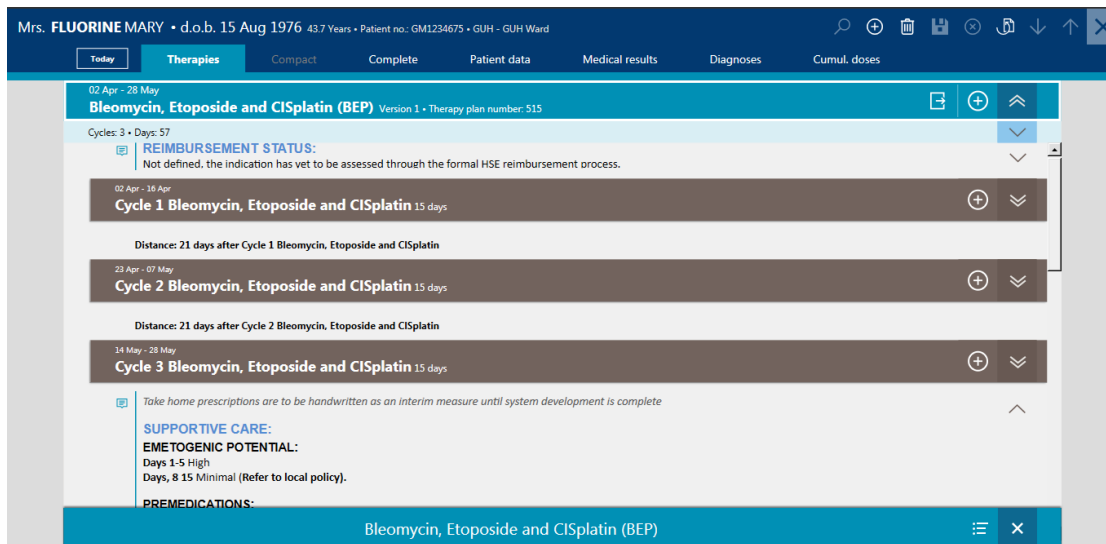 Mrs. FLUORINE MARY • d.o.b. 15 Aug 1976 43.7 Years • Patient no.: GM1234675 • GUH - GUH Ward
Today Therapies Compact Complete Patient data Medical results Diagnoses Cumul. doses
02 Apr - 28 May
Bleomycin, Etoposide and CISplatin (BEP) Version 1 • Therapy plan number: 515
Cycles: 3 • Days: 57
REIMBURSEMENT STATUS:
Not defined, the indication has yet to be assessed through the formal HSE reimbursement process.
02 Apr - 16 Apr
Cycle 1 Bleomycin, Etoposide and CISplatin 15 days
Distance: 21 days after Cycle 1 Bleomycin, Etoposide and CISplatin
23 Apr - 07 May
Cycle 2 Bleomycin, Etoposide and CISplatin 15 days
Distance: 21 days after Cycle 2 Bleomycin, Etoposide and CISplatin
14 May - 28 May
Cycle 3 Bleomycin, Etoposide and CISplatin 15 days
Take home prescriptions are to be handwritten as an interim measure until system development is complete
SUPPORTIVE CARE:
EMETOGENIC POTENTIAL:
Days 1-5 High
Days, 8 15 Minimal (Refer to local policy).
PREMEDICATIONS:
Bleomycin, Etoposide and CISplatin (BEP)